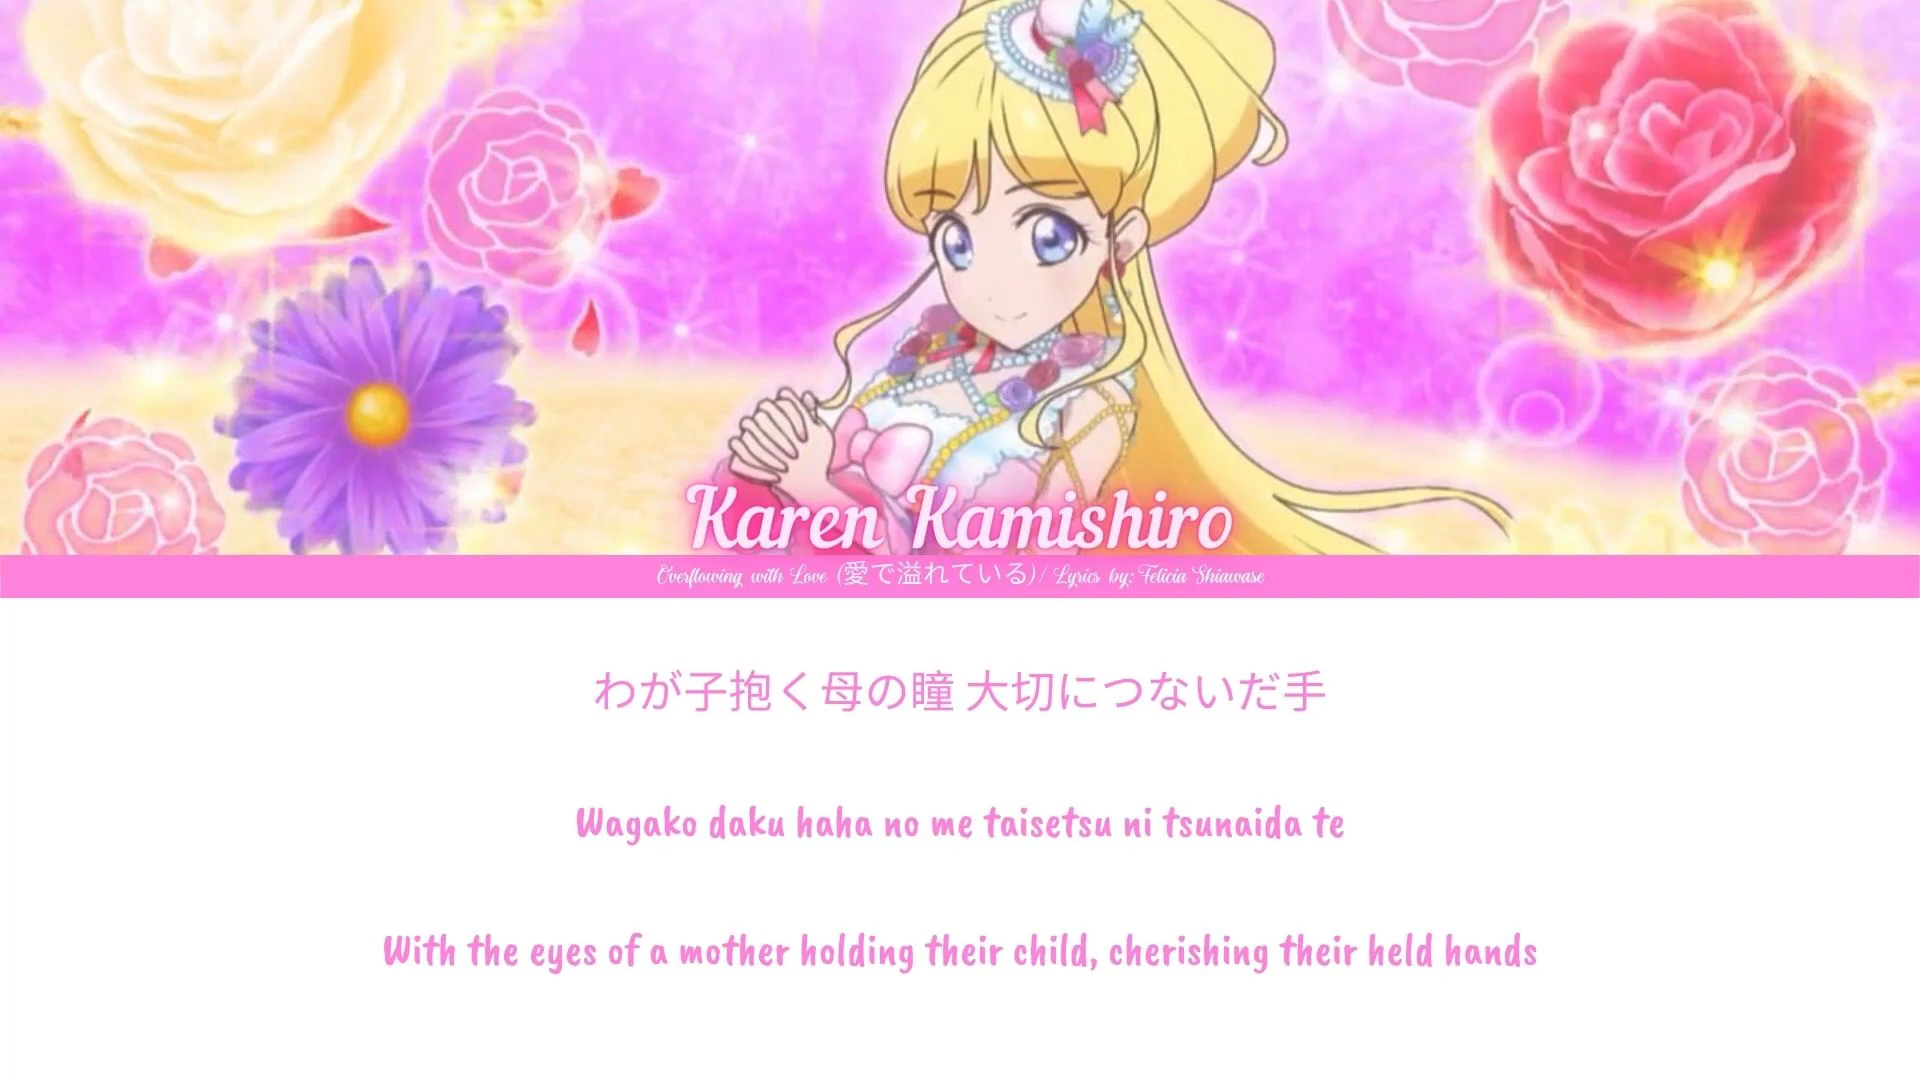 Karen Kamishiro
Overflowing with Love (愛で溢れている)/ Lyrics by: Felicia Shiawase
わが子抱く母の瞳 大切につないだ手
Wagako daku haha no me taisetsu ni tsunaida te
With the eyes of a mother holding their child, cherishing their held hands